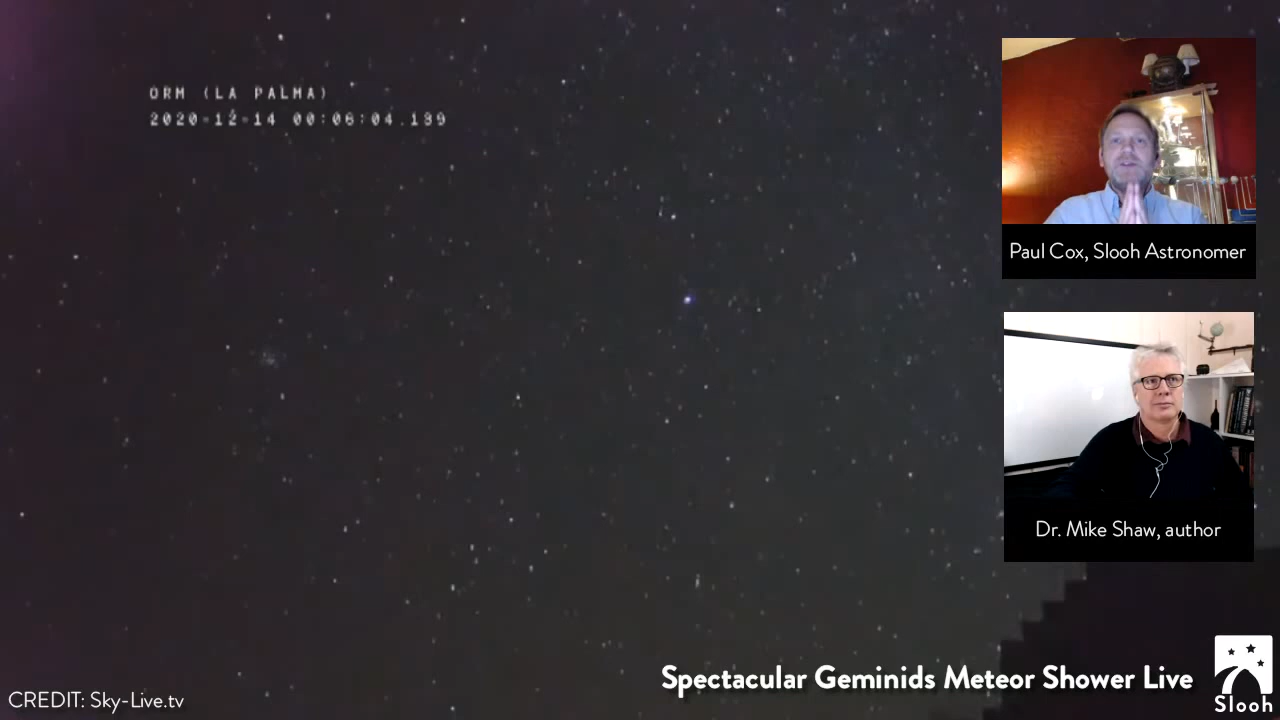 ORM (LA PALMA)
2020-12-14 00:06:04.139
Paul Cox, Slooh Astronomer
Dr. Mike Shaw, author
Spectacular Geminids Meteor Shower Live
Slooh
CREDIT: Sky-Live.tv